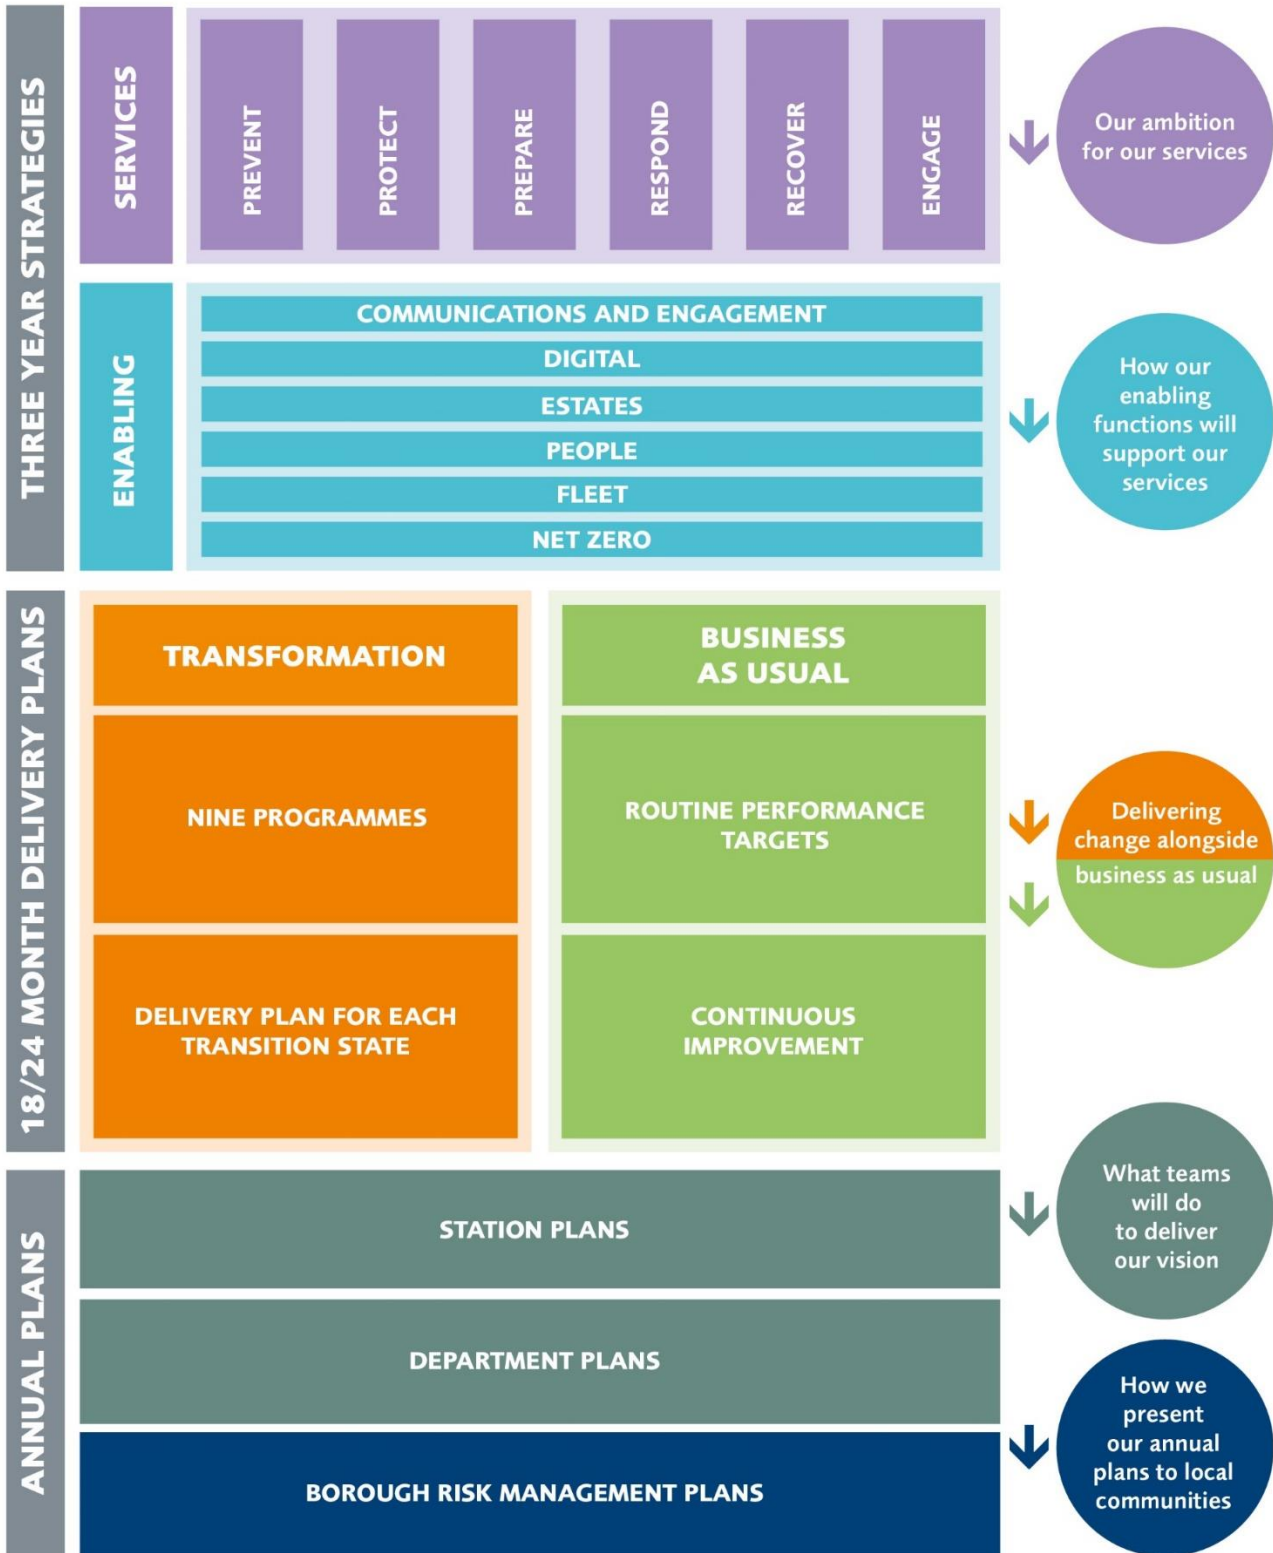 THREE YEAR STRATEGIES
SERVICES
PREVENT
PROTECT
PREPARE
RESPOND
RECOVER
ENGAGE
Our ambition
for our services
ENABLING
COMMUNICATIONS AND ENGAGEMENT
DIGITAL
ESTATES
PEOPLE
FLEET
NET ZERO
How our
enabling
functions will
support our
services
18/24 MONTH DELIVERY PLANS
TRANSFORMATION
NINE PROGRAMMES
DELIVERY PLAN FOR EACH
TRANSITION STATE
BUSINESS
AS USUAL
ROUTINE PERFORMANCE
TARGETS
CONTINUOUS
IMPROVEMENT
Delivering
change alongside
business as usual
ANNUAL PLANS
STATION PLANS
What teams
will do
to deliver
our vision
DEPARTMENT PLANS
BOROUGH RISK MANAGEMENT PLANS
How we
present
our annual
plans to local
communities